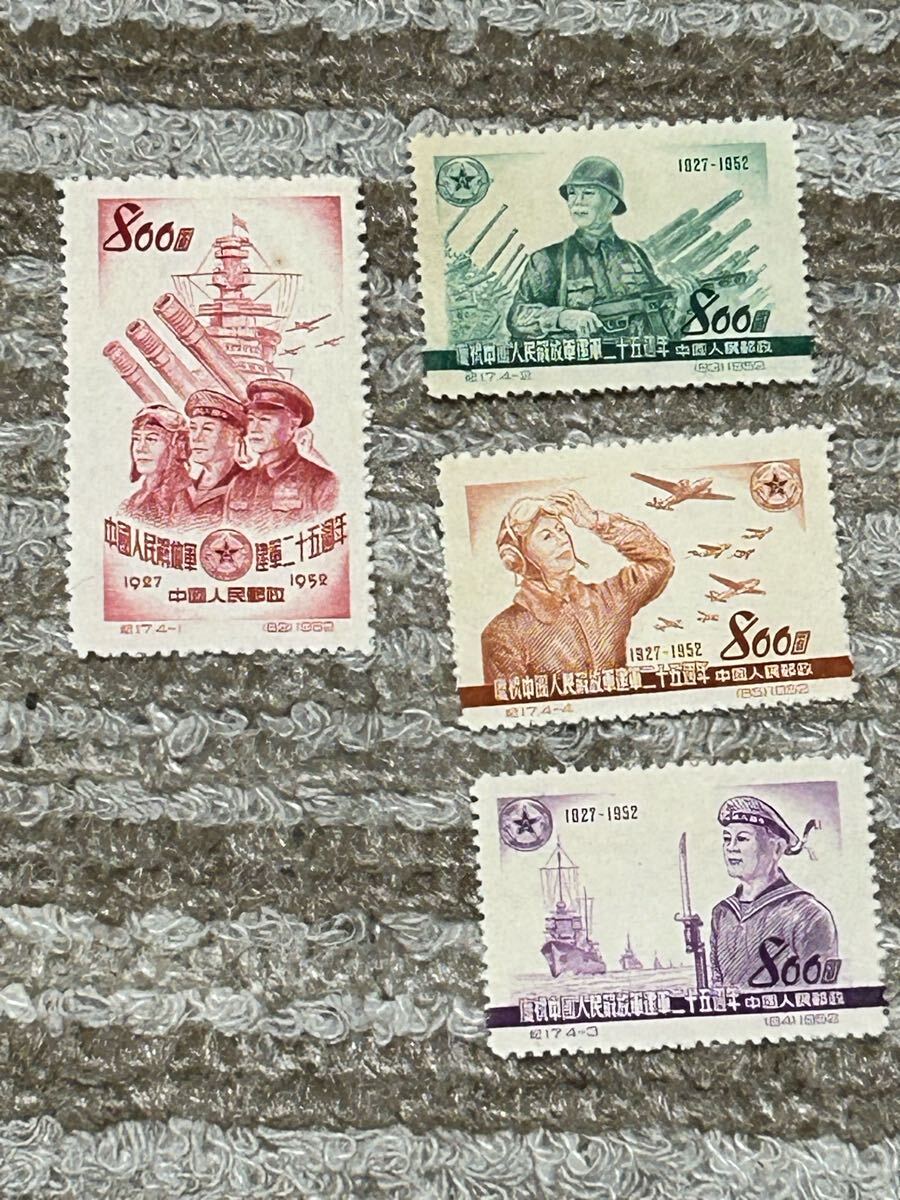 800圓
中國人民解放軍 建軍二十五週年
1927 1952
中國人民郵政
紀17.4-1
1927-1952
800圓
慶祝中國人民解放軍建軍二十五週年 中國人民郵政
紀17.4-2
800圓
1927-1952
慶祝中國人民解放軍建軍二十五週年 中國人民郵政
紀17.4-4
1927-1952
800圓
慶祝中國人民解放軍建軍二十五週年 中國人民郵政
紀17.4-3